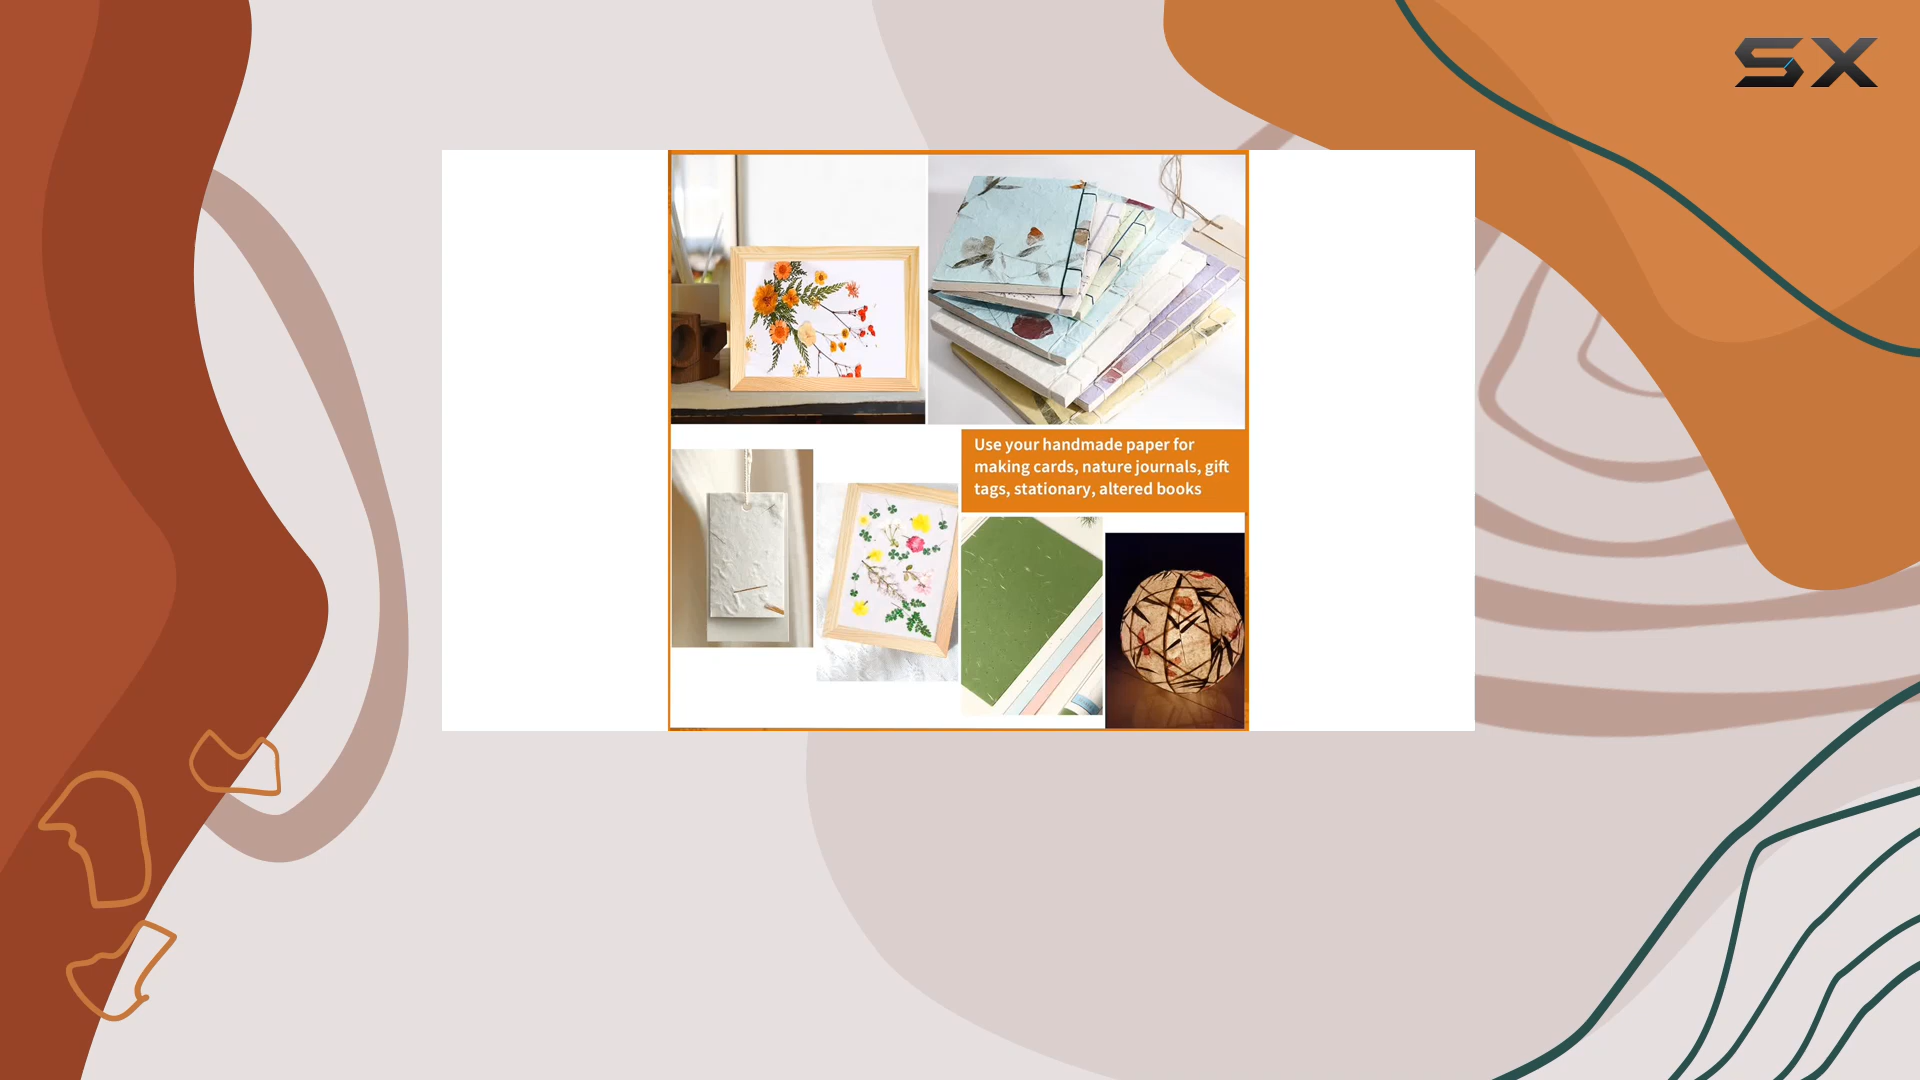 SX
Use your handmade paper for
making cards, nature journals, gift
tags, stationary, altered books